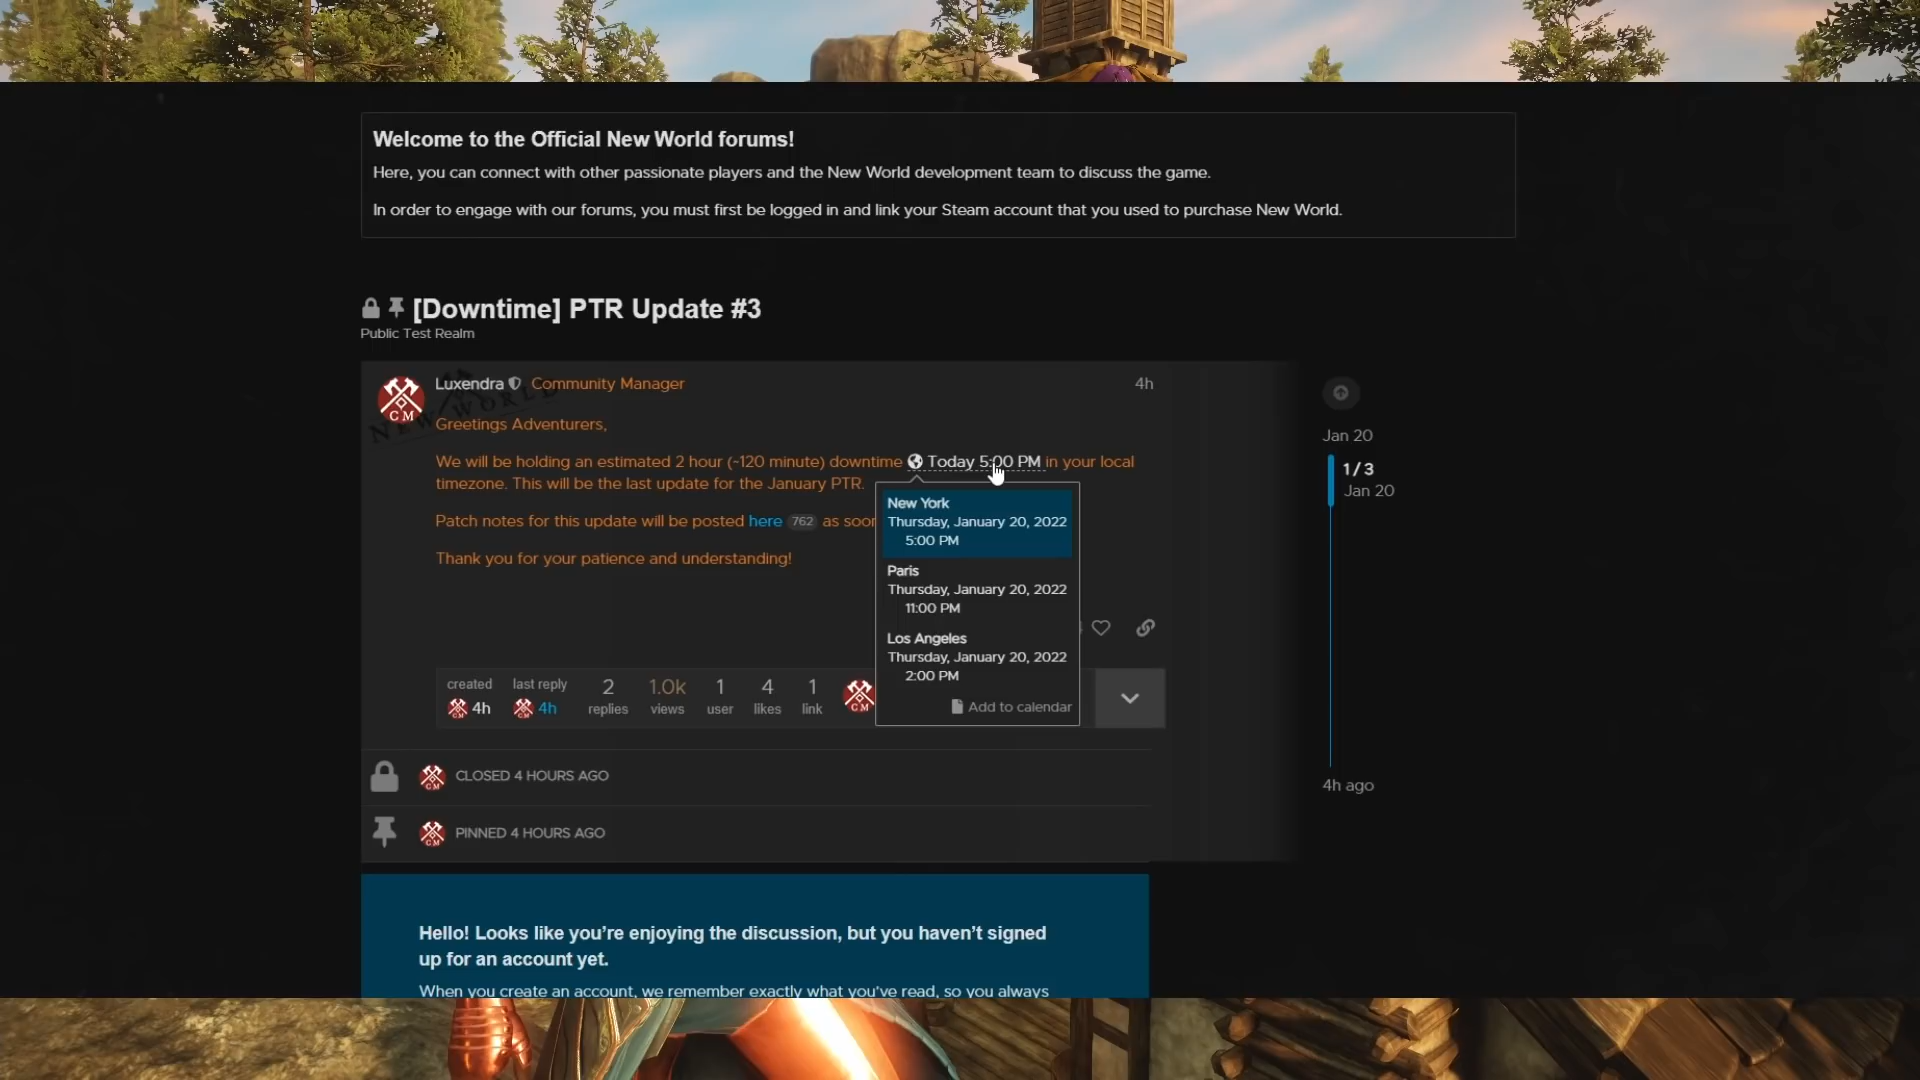 Welcome to the Official New World forums!
Here, you can connect with other passionate players and the New World development team to discuss the game.
In order to engage with our forums, you must first be logged in and link your Steam account that you used to purchase New World.
[Downtime] PTR Update #3
Public Test Realm
Luxendra Community Manager 4h
NEW WORLD
GM
Greetings Adventurers,
We will be holding an estimated 2 hour (~120 minute) downtime Today 5:00 PM in your local
timezone. This will be the last update for the January PTR.
Patch notes for this update will be posted here 762 as soon
Thank you for your patience and understanding!
New York
Thursday, January 20, 2022
5:00 PM
Paris
Thursday, January 20, 2022
11:00 PM
Los Angeles
Thursday, January 20, 2022
2:00 PM
Add to calendar
created last reply 2 1.0k 1 4 1
4h 4h replies views user likes link
CLOSED 4 HOURS AGO
PINNED 4 HOURS AGO
Jan 20
1 / 3
Jan 20
4h ago
Hello! Looks like you’re enjoying the discussion, but you haven’t signed
up for an account yet.
When you create an account, we remember exactly what you’ve read, so you always